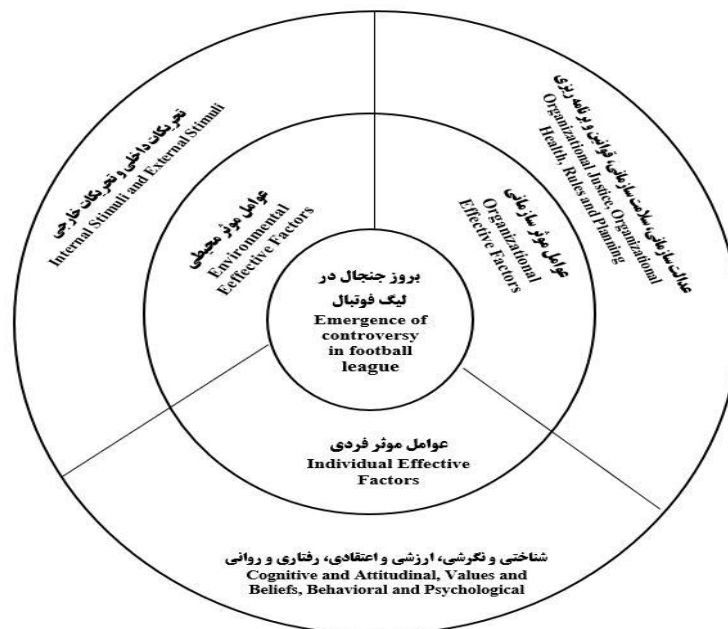 تحریکات داخلی و تحریکات خارجی
Internal Stimuli and External Stimuli
عدالت سازمانی، سلامت سازمانی، قوانین و برنامه ریزی
Organizational Justice, Organizational
Health, Rules and Planning
عوامل موثر محیطی
Environmental
Eeffective Factors
عوامل موثر سازمانی
Organizational
Effective Factors
بروز جنجال در
لیگ فوتبال
Emergence of
controversy
in football
league
عوامل موثر فردی
Individual Effective
Factors
شناختی و نگرشی، ارزشی و اعتقادی، رفتاری و روانی
Cognitive and Attitudinal, Values and
Beliefs, Behavioral and Psychological